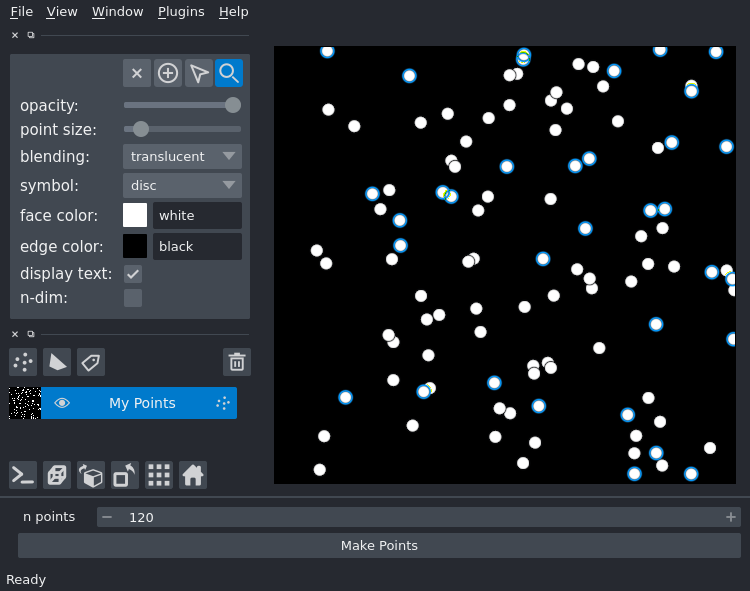 File View Window Plugins Help
opacity:
point size:
blending: translucent
symbol: disc
face color: white
edge color: black
display text:
n-dim:
My Points
n points 120
Make Points
Ready